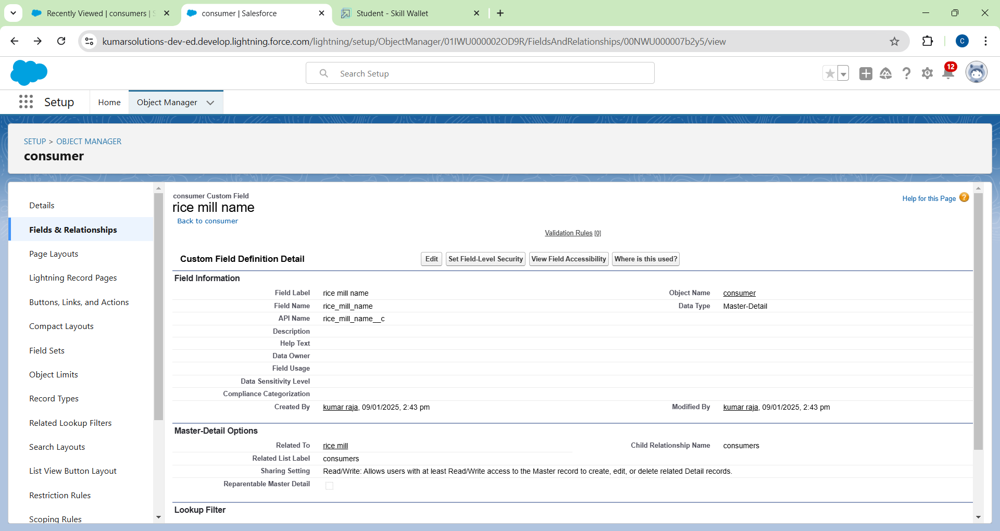 Recently Viewed | consumers | S
consumer | Salesforce
Student - Skill Wallet
kumarsolutions-dev-ed.develop.lightning.force.com/lightning/setup/ObjectManager/01IWU000002OD9R/FieldsAndRelationships/00NWU000007b2y5/view
C
Search Setup
12
Setup
Home
Object Manager
SETUP > OBJECT MANAGER
consumer
Details
Fields & Relationships
Page Layouts
Lightning Record Pages
Buttons, Links, and Actions
Compact Layouts
Field Sets
Object Limits
Record Types
Related Lookup Filters
Search Layouts
List View Button Layout
Restriction Rules
Scoping Rules
consumer Custom Field
rice mill name
Back to consumer
Help for this Page ?
Validation Rules [0]
Custom Field Definition Detail
Edit
Set Field-Level Security
View Field Accessibility
Where is this used?
Field Information
Field Label rice mill name
Object Name consumer
Field Name rice_mill_name
Data Type Master-Detail
API Name rice_mill_name__c
Description
Help Text
Data Owner
Field Usage
Data Sensitivity Level
Compliance Categorization
Created By kumar raja, 09/01/2025, 2:43 pm
Modified By kumar raja, 09/01/2025, 2:43 pm
Master-Detail Options
Related To rice mill
Child Relationship Name consumers
Related List Label consumers
Sharing Setting Read/Write: Allows users with at least Read/Write access to the Master record to create, edit, or delete related Detail records.
Reparentable Master Detail
Lookup Filter